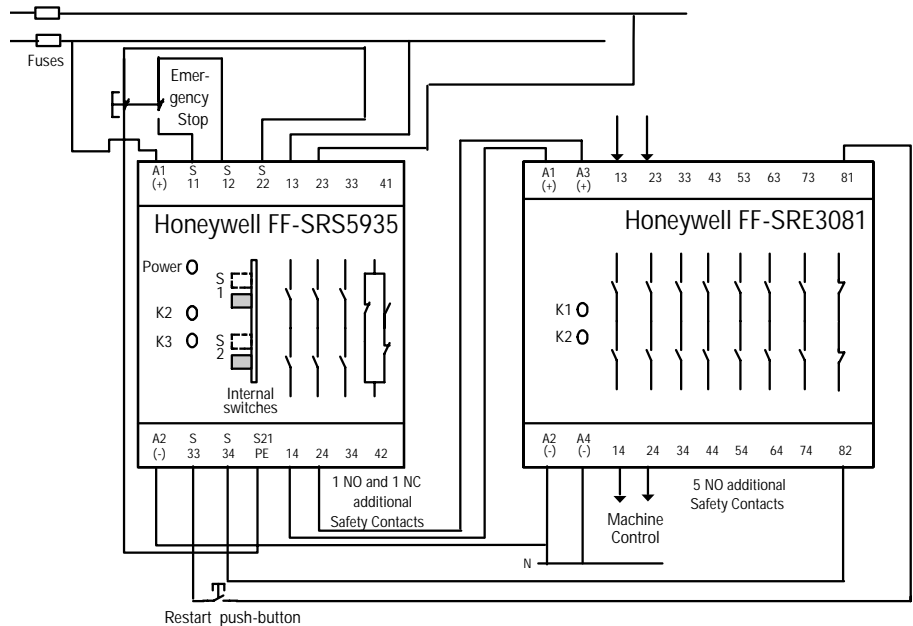 Fuses
Emer-
gency
Stop
A1 S S S 13 23 33 41
(+) 11 12 22
A1 A3 13 23 33 43 53 63 73 81
(+) (+)
Honeywell FF-SRS5935
Honeywell FF-SRE3081
Power
S
1
K2
K3
S
2
Internal
switches
K1
K2
A2 S S S21 14 24 34 42
(-) 33 34 PE
A2 A4 14 24 34 44 54 64 74 82
(-) (-)
1 NO and 1 NC
additional
Safety Contacts
5 NO additional
Safety Contacts
Machine
Control
N
Restart push-button